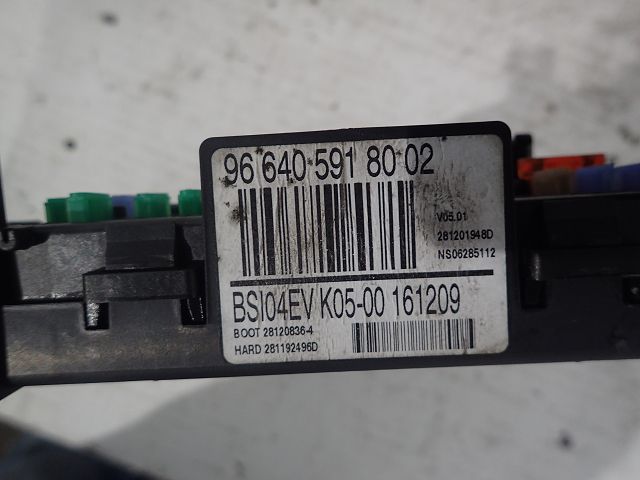 96 640 591 80 02
V05.01
281201948D
NS06285112
BSI04EV K05-00 161209
BOOT 28120836-4
HARD 281192496D